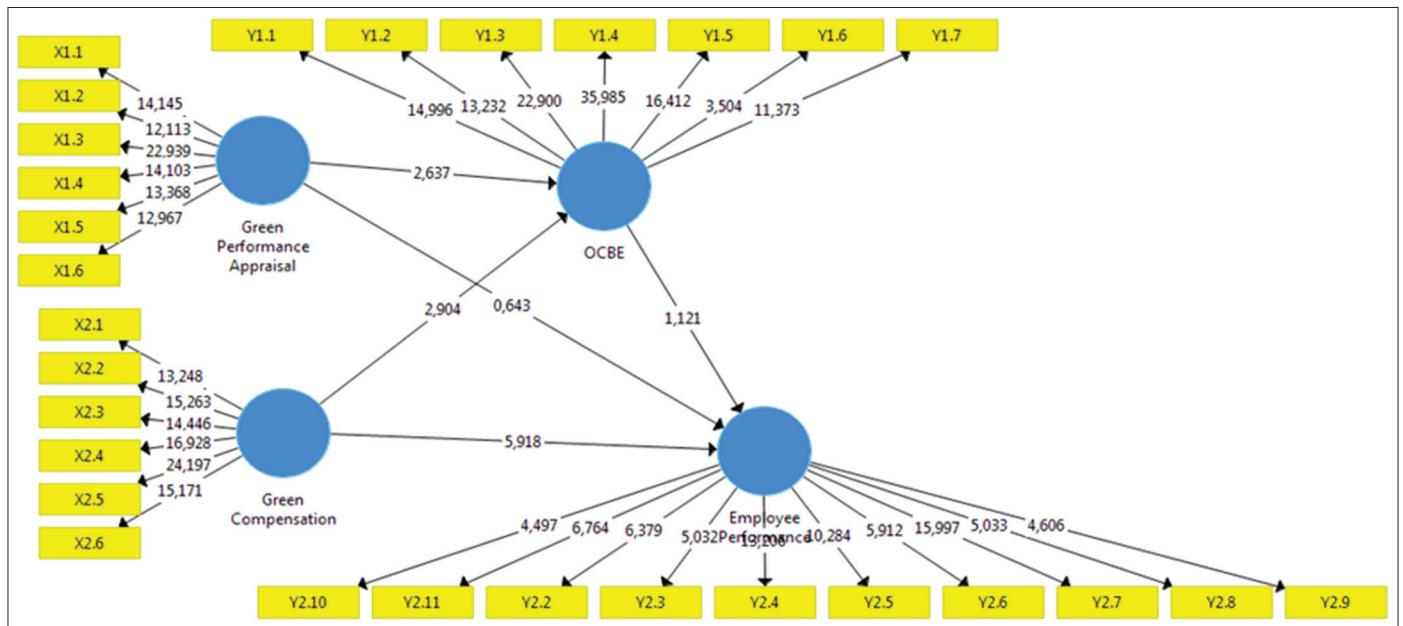 Y1.1 Y1.2 Y1.3 Y1.4 Y1.5 Y1.6 Y1.7
X1.1
X1.2
X1.3
X1.4
X1.5
X1.6
14,145
12,113
22,939
14,103
13,368
12,967
14,996 13,232 22,900 35,985 16,412 3,504 11,373
2,637
Green
Performance
Appraisal
OCBE
2,904
0,643
1,121
X2.1
X2.2
X2.3
X2.4
X2.5
X2.6
13,248
15,263
14,446
16,928
24,197
15,171
5,918
Green
Compensation
Employee
Performance
4,497 6,764 6,379 5,032 10,284 5,912 15,997 5,033 4,606
Y2.10 Y2.11 Y2.2 Y2.3 Y2.4 Y2.5 Y2.6 Y2.7 Y2.8 Y2.9